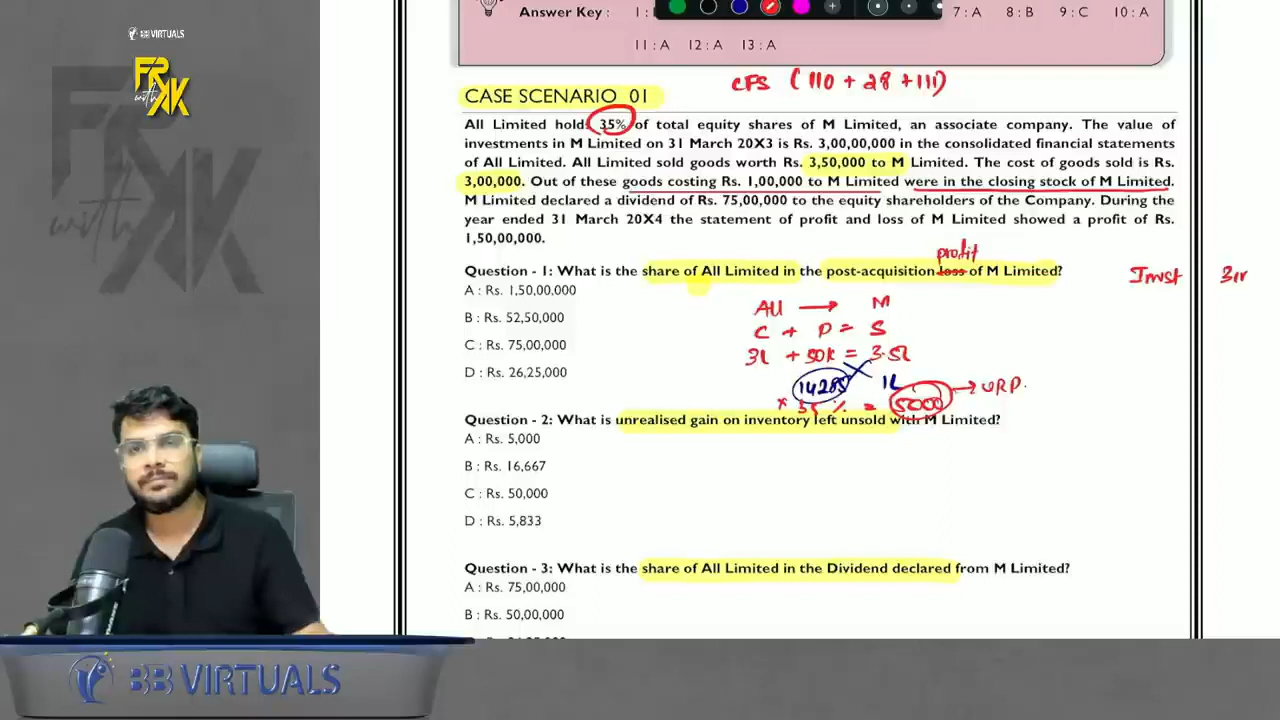 BB VIRTUALS
FR
with
KK
Answer Key : 1 : 7 : A 8 : B 9 : C 10 : A
11 : A 12 : A 13 : A
CFS (110 + 28 + 111)
CASE SCENARIO 01
All Limited holds 35% of total equity shares of M Limited, an associate company. The value of
investments in M Limited on 31 March 20X3 is Rs. 3,00,00,000 in the consolidated financial statements
of All Limited. All Limited sold goods worth Rs. 3,50,000 to M Limited. The cost of goods sold is Rs.
3,00,000. Out of these goods costing Rs. 1,00,000 to M Limited were in the closing stock of M Limited.
M Limited declared a dividend of Rs. 75,00,000 to the equity shareholders of the Company. During the
year ended 31 March 20X4 the statement of profit and loss of M Limited showed a profit of Rs.
1,50,00,000.
profit
Question - 1: What is the share of All Limited in the post-acquisition loss of M Limited?
Invst
A : Rs. 1,50,00,000
All → M
B : Rs. 52,50,000
C + P = S
C : Rs. 75,00,000
3L + 50K = 3.5L
D : Rs. 26,25,000
14285 1L
* 35 % = 5000 → URP.
Question - 2: What is unrealised gain on inventory left unsold with M Limited?
A : Rs. 5,000
B : Rs. 16,667
C : Rs. 50,000
D : Rs. 5,833
Question - 3: What is the share of All Limited in the Dividend declared from M Limited?
A : Rs. 75,00,000
B : Rs. 50,00,000
BB VIRTUALS